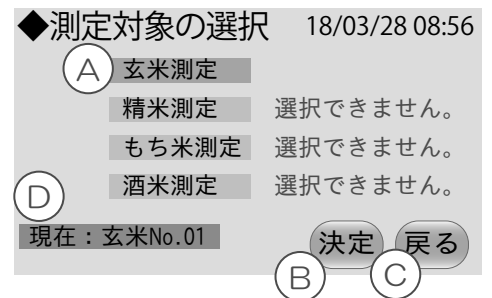 ◆測定対象の選択 18/03/28 08:56
A 玄米測定
精米測定 選択できません。
もち米測定 選択できません。
酒米測定 選択できません。
D
現在：玄米No.01 決定 戻る
B C